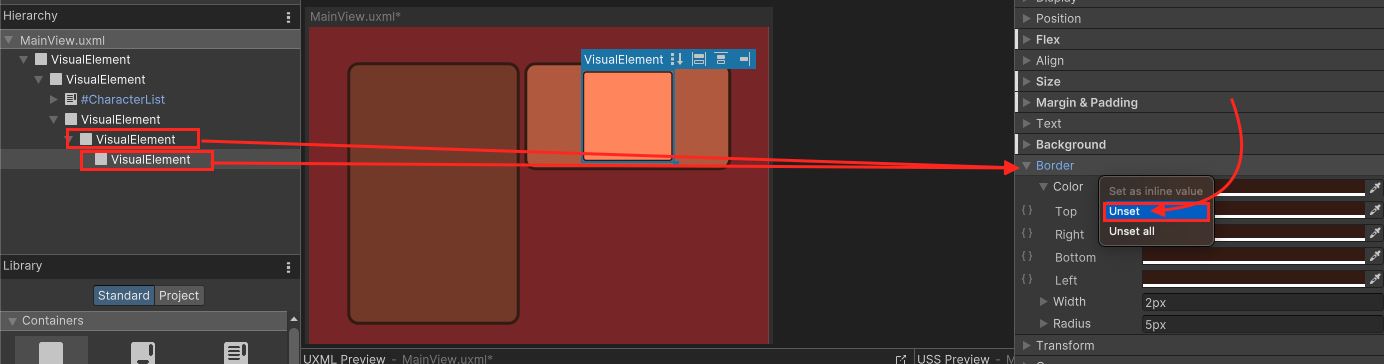 Hierarchy
MainView.uxml
VisualElement
VisualElement
#CharacterList
VisualElement
VisualElement
VisualElement
Library
Standard
Project
Containers
MainView.uxml*
VisualElement
UXML Preview - MainView.uxml*
USS Preview - M
Position
Flex
Align
Size
Margin & Padding
Text
Background
Border
Color
Set as inline value
Unset
Unset all
{ } Top
{ } Right
{ } Bottom
{ } Left
Width 2px
Radius 5px
Transform